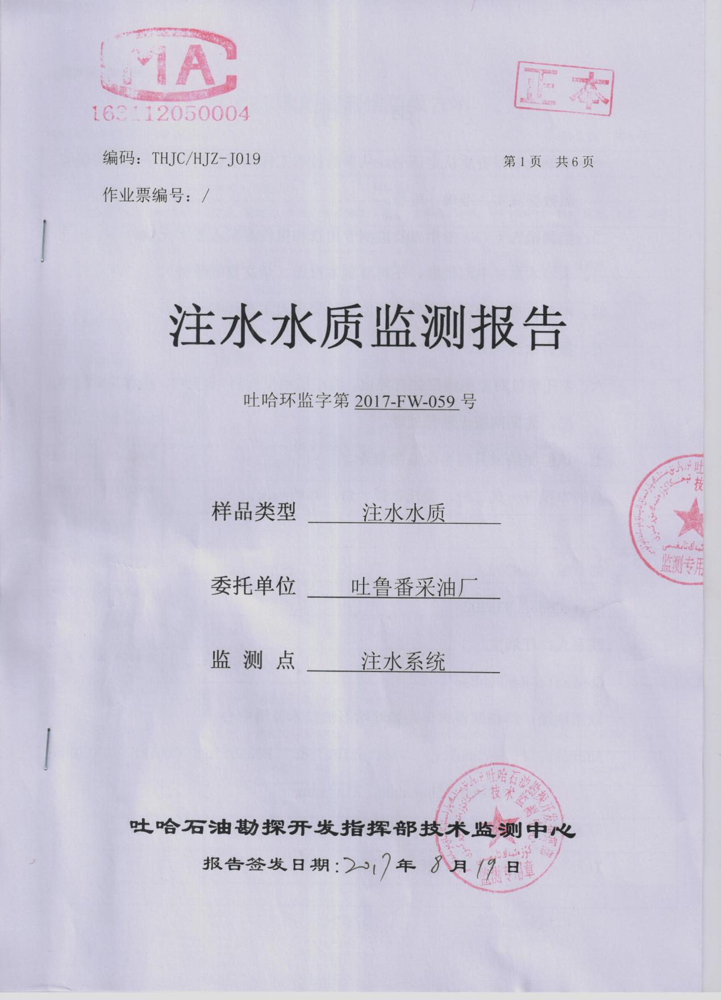 MA
正本
编码：THJC/HJZ-J019
第1页 共6页
作业票编号：/
注水水质监测报告
吐哈环监字第 2017-FW-059 号
样品类型 注水水质
委托单位 吐鲁番采油厂
监测点 注水系统
吐
技
监测专用
吐哈石油勘探开发指挥部
技术监测中心
监测专用章
吐哈石油勘探开发指挥部技术监测中心
报告签发日期:2017年 8月19日